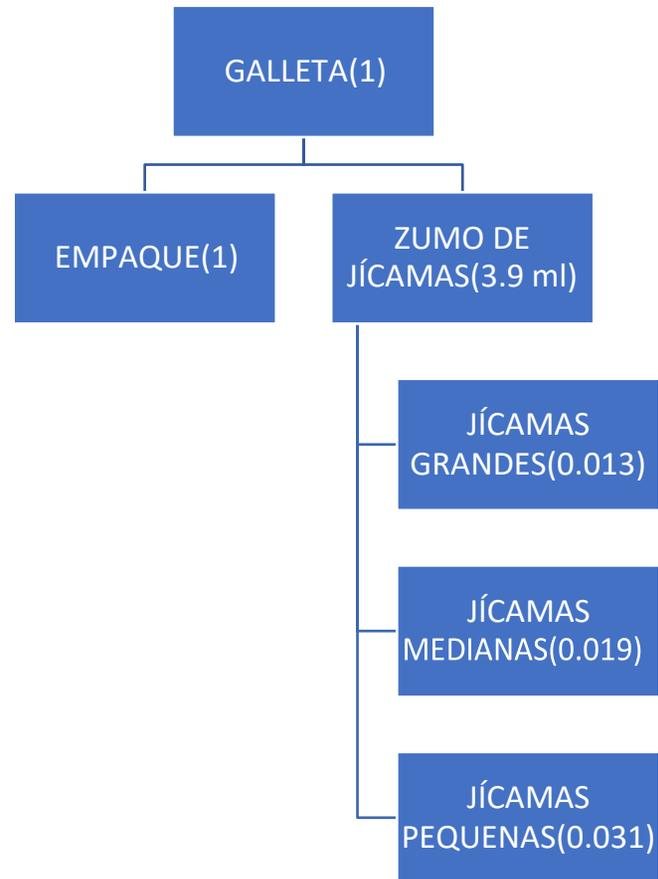 GALLETA(1)
EMPAQUE(1)
ZUMO DE
JÍCAMAS(3.9 ml)
JÍCAMAS
GRANDES(0.013)
JÍCAMAS
MEDIANAS(0.019)
JÍCAMAS
PEQUENAS(0.031)